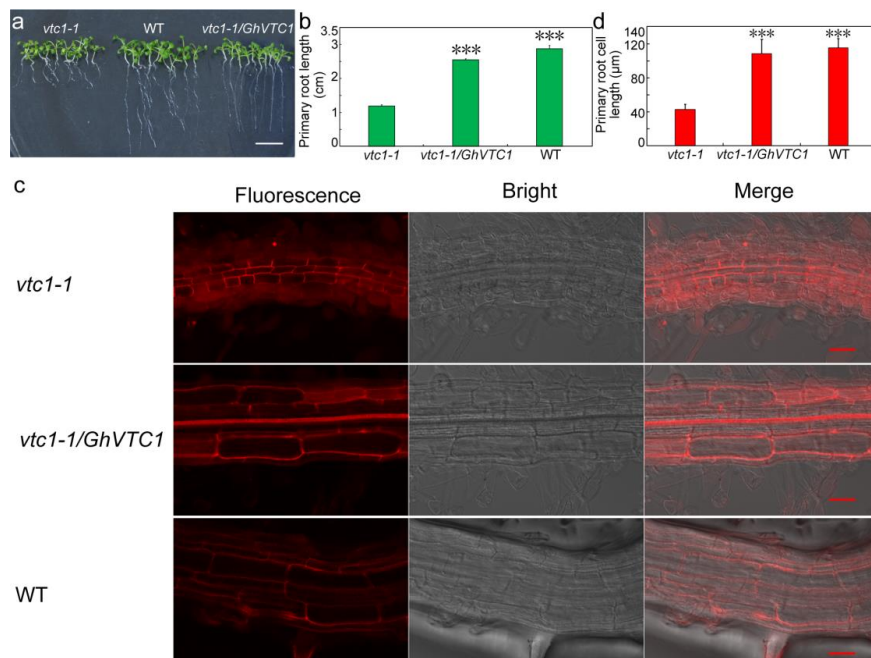 a
vtc1-1
WT
vtc1-1/GhVTC1
b
Primary root length
(cm)
3.5
3
2
1
0
***
***
vtc1-1
vtc1-1/GhVTC1
WT
d
Primary root cell
length (μm)
140
120
80
40
0
***
***
vtc1-1
vtc1-1/GhVTC1
WT
c
Fluorescence
Bright
Merge
vtc1-1
vtc1-1/GhVTC1
WT